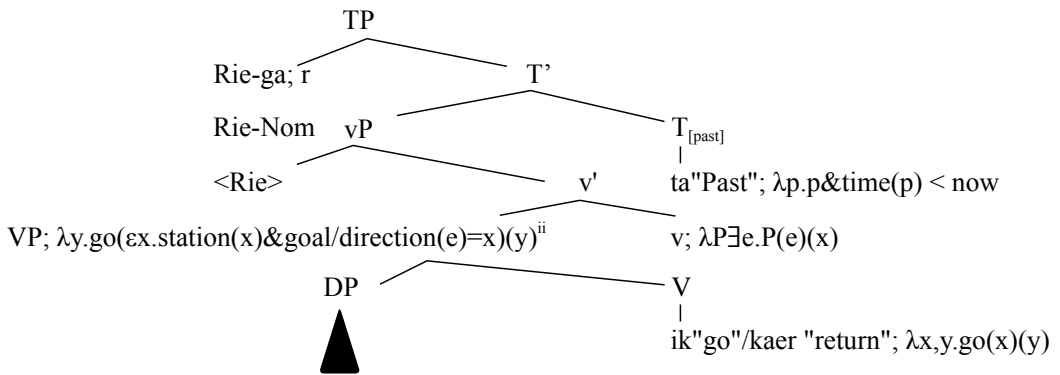 TP
Rie-ga; r T’
Rie-Nom vP T[past]
<Rie> v' ta"Past"; λp.p&time(p) < now
VP; λy.go(εx.station(x)&goal/direction(e)=x)(y)ii v; λP∃e.P(e)(x)
DP V
ik"go"/kaer "return"; λx,y.go(x)(y)